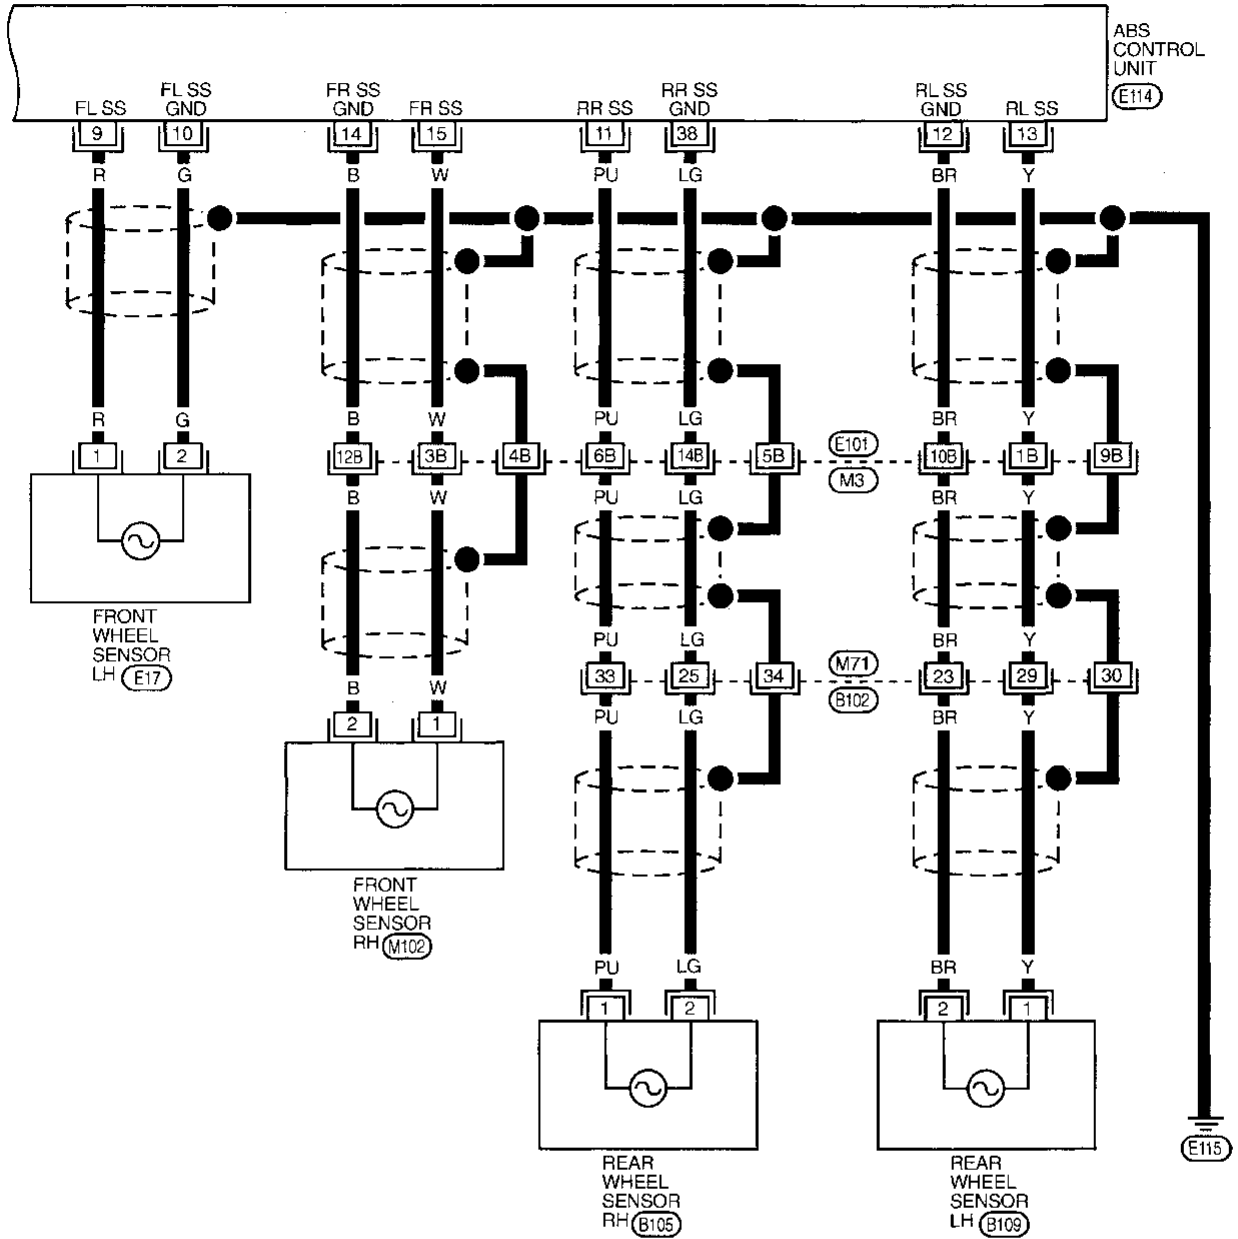 ABS
CONTROL
UNIT
E114
FL SS
FL SS
GND
FR SS
GND
FR SS
RR SS
RR SS
GND
RL SS
GND
RL SS
9 10 14 15 11 38 12 13
R G B W PU LG BR Y
R G B W PU LG BR Y
1 2 12B 3B 4B 6B 14B 5B E101 10B 1B 9B
M3
B W PU LG BR Y
FRONT
WHEEL
SENSOR
LH E17
PU LG BR Y
33 25 34 M71 23 29 30
B102
B W PU LG BR Y
2 1
FRONT
WHEEL
SENSOR
RH M102
PU LG BR Y
1 2 2 1
REAR
WHEEL
SENSOR
RH B105
REAR
WHEEL
SENSOR
LH B109
E115